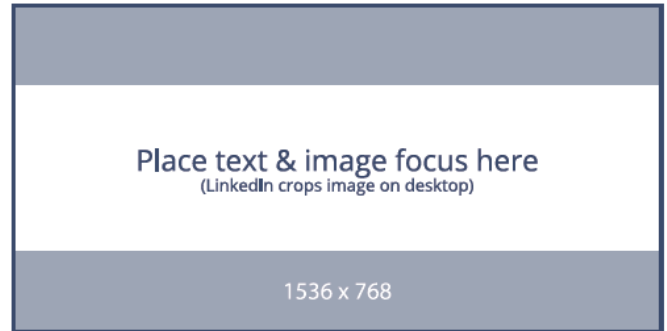 Place text & image focus here
(LinkedIn crops image on desktop)
1536 x 768